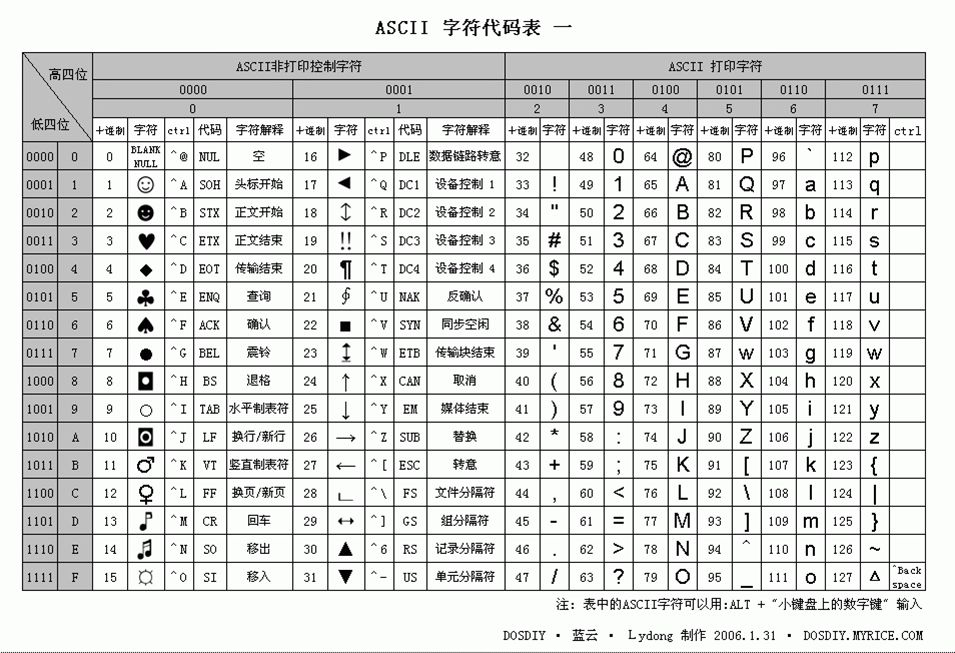 ASCII 字符代码表 一
高四位 ASCII非打印控制字符 ASCII 打印字符
0000 0001 0010 0011 0100 0101 0110 0111
0 1 2 3 4 5 6 7
低四位 十进制 字符 ctrl 代码 字符解释 十进制 字符 ctrl 代码 字符解释 十进制 字符 十进制 字符 十进制 字符 十进制 字符 十进制 字符 十进制 字符 ctrl
0000 0 0 BLANK NULL ^@ NUL 空 16 ► ^P DLE 数据链路转意 32 48 0 64 @ 80 P 96 ` 112 p
0001 1 1 ☺ ^A SOH 头标开始 17 ◄ ^Q DC1 设备控制 1 33 ! 49 1 65 A 81 Q 97 a 113 q
0010 2 2 ☻ ^B STX 正文开始 18 ↕ ^R DC2 设备控制 2 34 " 50 2 66 B 82 R 98 b 114 r
0011 3 3 ♥ ^C ETX 正文结束 19 ‼ ^S DC3 设备控制 3 35 # 51 3 67 C 83 S 99 c 115 s
0100 4 4 ◆ ^D EOT 传输结束 20 ¶ ^T DC4 设备控制 4 36 $ 52 4 68 D 84 T 100 d 116 t
0101 5 5 ♣ ^E ENQ 查询 21 ∮ ^U NAK 反确认 37 % 53 5 69 E 85 U 101 e 117 u
0110 6 6 ♠ ^F ACK 确认 22 ■ ^V SYN 同步空闲 38 & 54 6 70 F 86 V 102 f 118 v
0111 7 7 ● ^G BEL 震铃 23 ↨ ^W ETB 传输块结束 39 ' 55 7 71 G 87 w 103 g 119 w
1000 8 8 ◘ ^H BS 退格 24 ↑ ^X CAN 取消 40 ( 56 8 72 H 88 X 104 h 120 x
1001 9 9 ○ ^I TAB 水平制表符 25 ↓ ^Y EM 媒体结束 41 ) 57 9 73 I 89 Y 105 i 121 y
1010 A 10 ◙ ^J LF 换行/新行 26 → ^Z SUB 替换 42 * 58 : 74 J 90 Z 106 j 122 z
1011 B 11 ♂ ^K VT 竖直制表符 27 ← ^[ ESC 转意 43 + 59 ; 75 K 91 [ 107 k 123 {
1100 C 12 ♀ ^L FF 换页/新页 28 ∟ ^\ FS 文件分隔符 44 , 60 < 76 L 92 \ 108 l 124 |
1101 D 13 ♪ ^M CR 回车 29 ↔ ^] GS 组分隔符 45 - 61 = 77 M 93 ] 109 m 125 }
1110 E 14 ♫ ^N SO 移出 30 ▲ ^6 RS 记录分隔符 46 . 62 > 78 N 94 ^ 110 n 126 ~
1111 F 15 ☼ ^O SI 移入 31 ▼ ^- US 单元分隔符 47 / 63 ? 79 O 95 _ 111 o 127 Δ ^Back space
注: 表中的ASCII字符可以用:ALT + "小键盘上的数字键" 输入
DOSDIY · 蓝云 · Lydong 制作 2006.1.31 · DOSDIY.MYRICE.COM